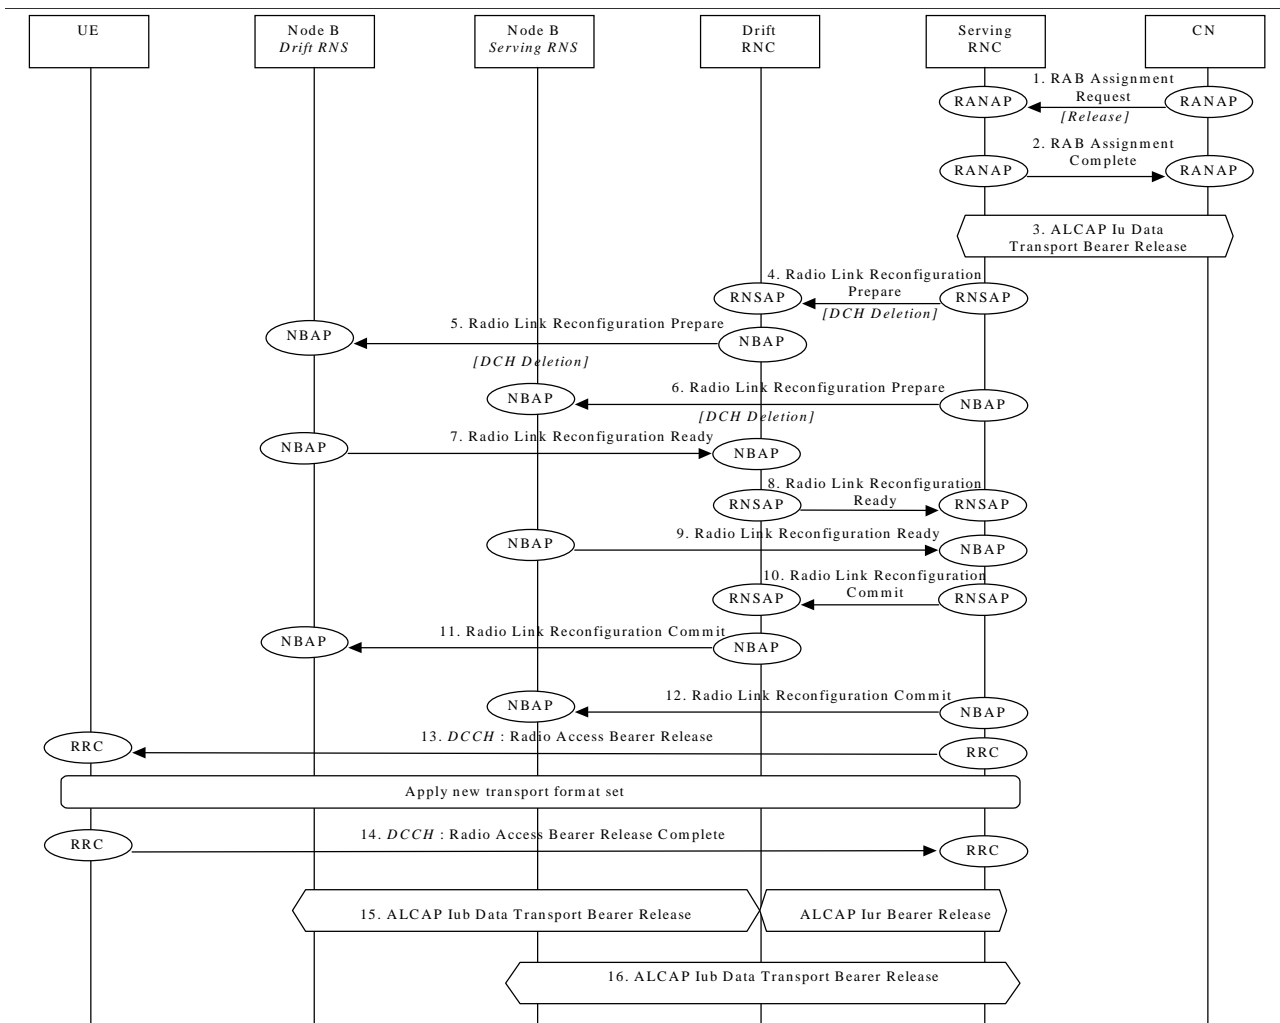 UE
Node B
Drift RNS
Node B
Serving RNS
Drift
RNC
Serving
RNC
CN
1. RAB Assignment
Request
[Release]
RANAP
RANAP
2. RAB Assignment
Complete
RANAP
RANAP
3. ALCAP Iu Data
Transport Bearer Release
4. Radio Link Reconfiguration
Prepare
[DCH Deletion]
RNSAP
RNSAP
5. Radio Link Reconfiguration Prepare
[DCH Deletion]
NBAP
NBAP
6. Radio Link Reconfiguration Prepare
[DCH Deletion]
NBAP
NBAP
7. Radio Link Reconfiguration Ready
NBAP
NBAP
8. Radio Link Reconfiguration
Ready
RNSAP
RNSAP
9. Radio Link Reconfiguration Ready
NBAP
NBAP
10. Radio Link Reconfiguration
Commit
RNSAP
RNSAP
11. Radio Link Reconfiguration Commit
NBAP
NBAP
12. Radio Link Reconfiguration Commit
NBAP
NBAP
13. DCCH : Radio Access Bearer Release
RRC
RRC
Apply new transport format set
14. DCCH : Radio Access Bearer Release Complete
RRC
RRC
15. ALCAP Iub Data Transport Bearer Release
ALCAP Iur Bearer Release
16. ALCAP Iub Data Transport Bearer Release